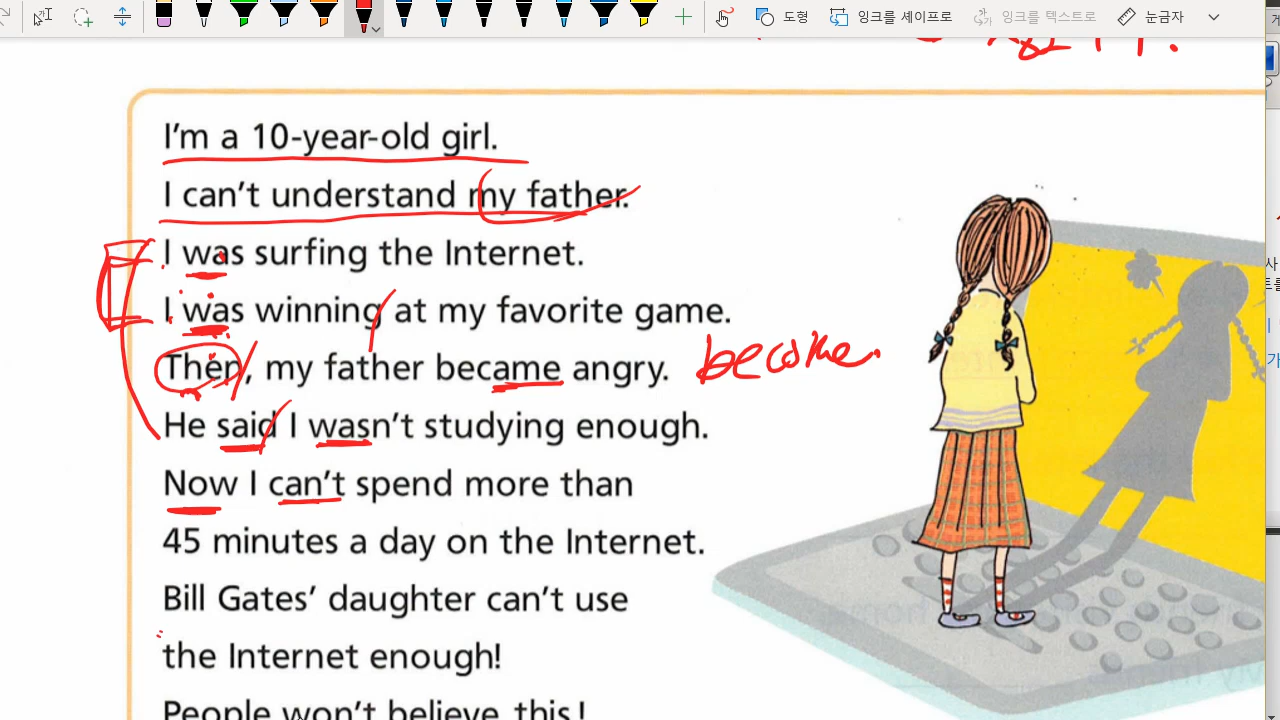 도형
잉크를 셰이프로
잉크를 텍스트로
눈금자
I'm a 10-year-old girl.
I can't understand my father.
I was surfing the Internet.
I was winning at my favorite game.
Then, my father became angry.
become
He said I wasn't studying enough.
Now I can't spend more than
45 minutes a day on the Internet.
Bill Gates' daughter can't use
the Internet enough!
People won't believe this!